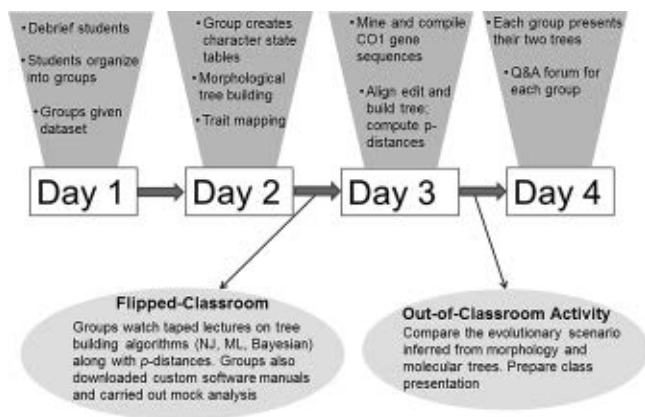 • Debrief students
• Students organize
into groups
• Groups given
dataset
• Group creates
character state
tables
• Morphological
tree building
• Trait mapping
• Mine and compile
CO1 gene
sequences
• Align edit and
build tree;
compute p-
distances
• Each group presents
their two trees
• Q&A forum for
each group
Day 1
Day 2
Day 3
Day 4
Flipped-Classroom
Groups watch taped lectures on tree
building algorithms (NJ, ML, Bayesian)
along with p-distances. Groups also
downloaded custom software manuals
and carried out mock analysis
Out-of-Classroom Activity
Compare the evolutionary scenario
inferred from morphology and
molecular trees. Prepare class
presentation